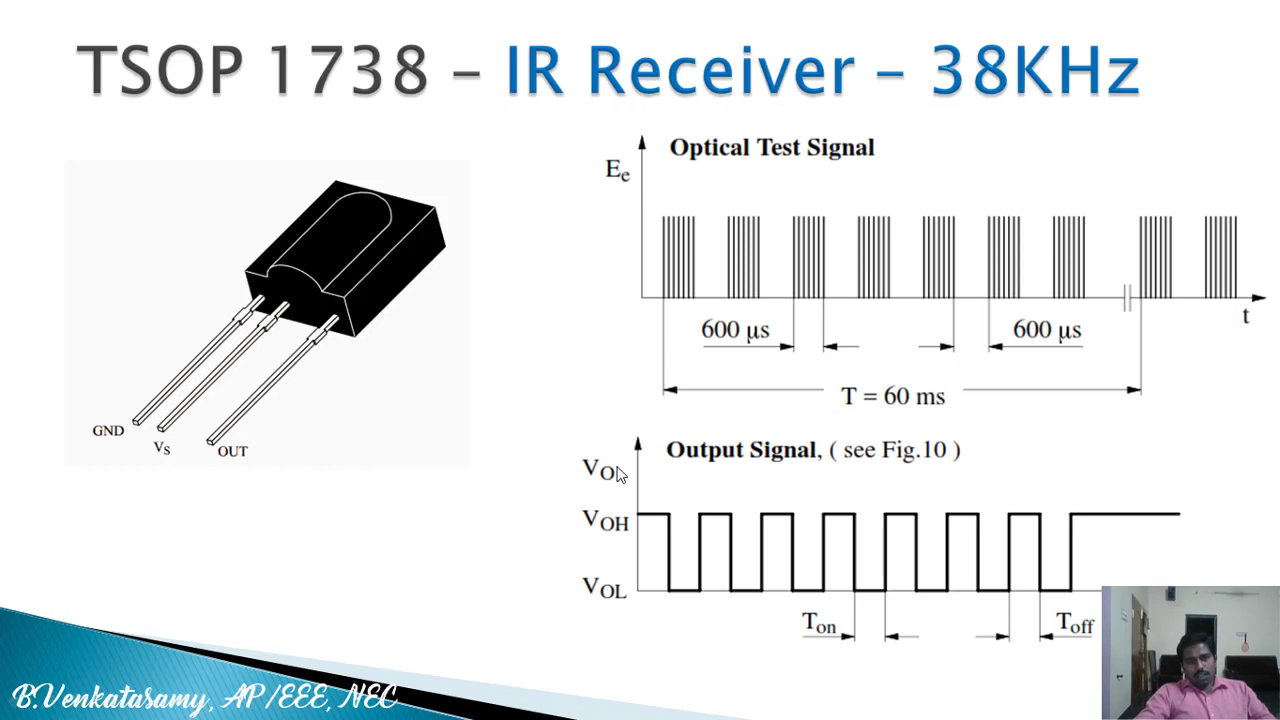 TSOP 1738 – IR Receiver – 38KHz
Optical Test Signal
Ee
600 µs
600 µs
t
T = 60 ms
GND
VS
OUT
Output Signal, ( see Fig.10 )
VO
VOH
VOL
Ton
Toff
B.Venkatasamy, AP/EEE, NEC